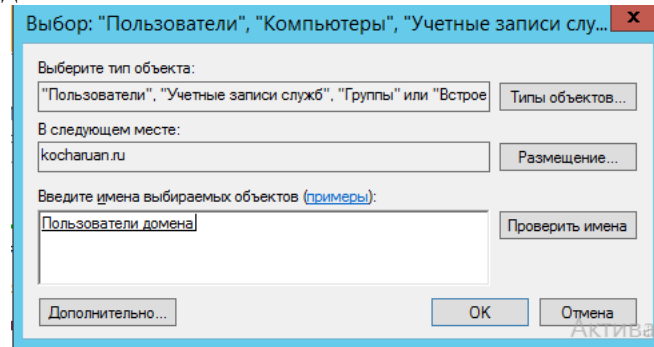 Выбор: "Пользователи", "Компьютеры", "Учетные записи слу...
x
Выберите тип объекта:
"Пользователи", "Учетные записи служб", "Группы" или "Встрое
Типы объектов...
В следующем месте:
kocharuan.ru
Размещение...
Введите имена выбираемых объектов (примеры):
Пользователи домена
Проверить имена
Дополнительно...
OK
Отмена
Актива